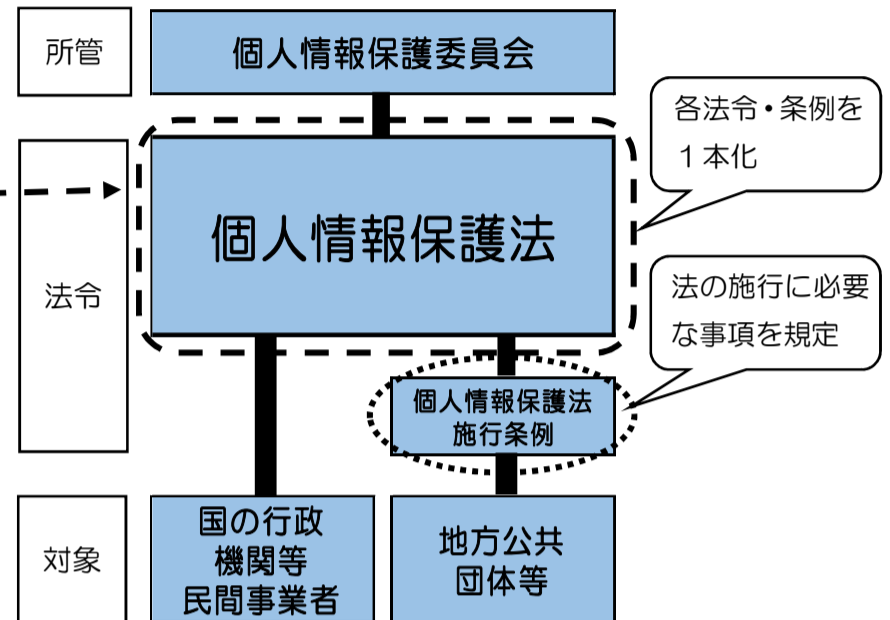 所管
個人情報保護委員会
各法令・条例を
１本化
法令
個人情報保護法
法の施行に必要
な事項を規定
個人情報保護法
施行条例
対象
国の行政
機関等
民間事業者
地方公共
団体等